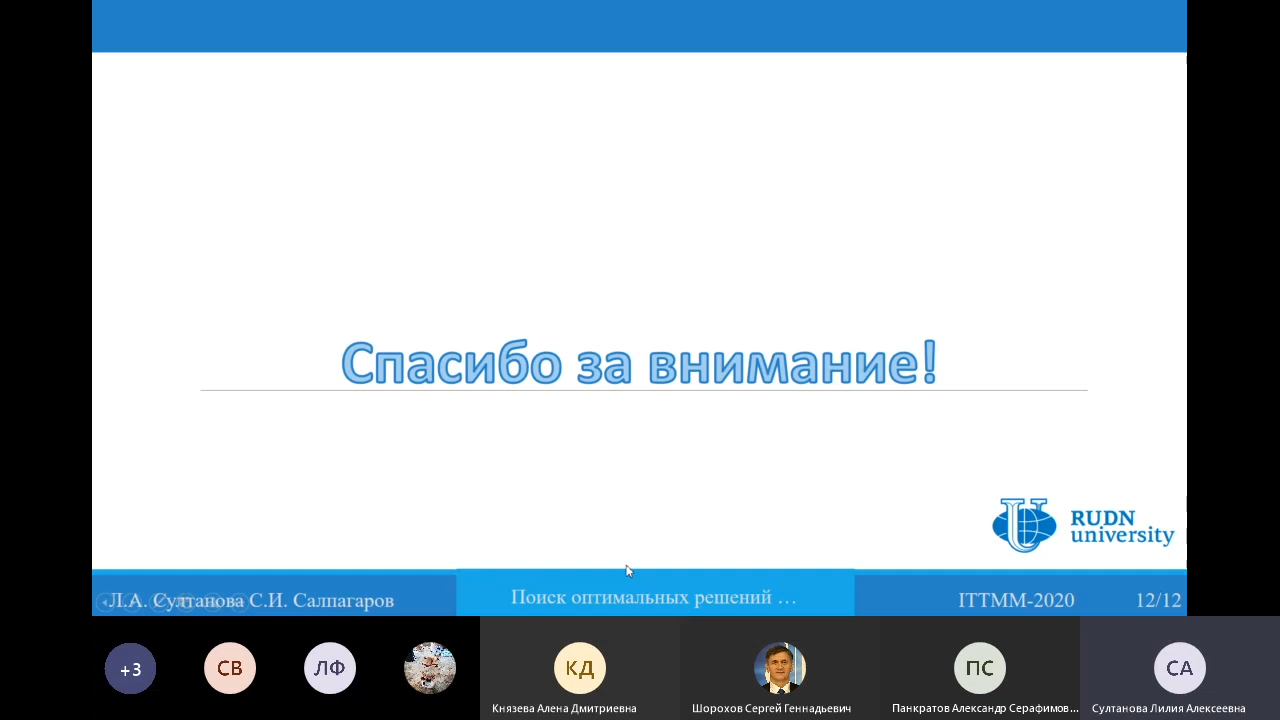 Спасибо за внимание!
RUDN
university
Л.А. Султанова С.И. Салпагаров
Поиск оптимальных решений …
ITTMM-2020
12/12
+3
СВ
ЛФ
КД
ПС
СА
Князева Алена Дмитриевна
Шорохов Сергей Геннадьевич
Панкратов Александр Серафимов...
Султанова Лилия Алексеевна